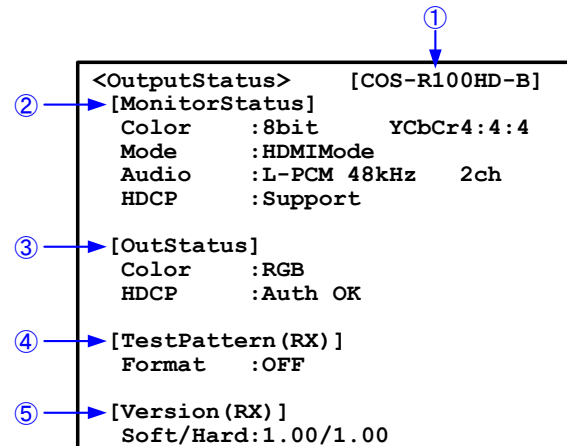 ①
<OutputStatus> [COS-R100HD-B]
② [MonitorStatus]
Color :8bit YCbCr4:4:4
Mode :HDMIMode
Audio :L-PCM 48kHz 2ch
HDCP :Support
③ [OutStatus]
Color :RGB
HDCP :Auth OK
④ [TestPattern(RX)]
Format :OFF
⑤ [Version(RX)]
Soft/Hard:1.00/1.00